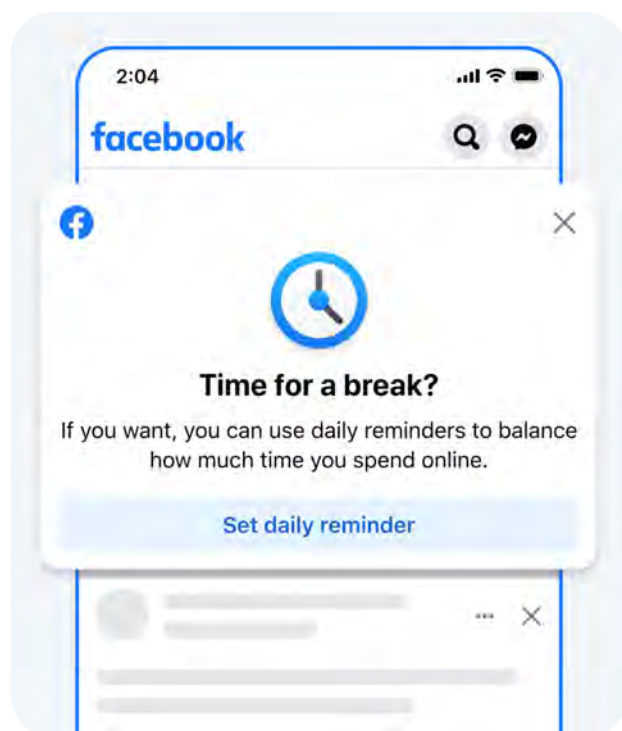 2:04
facebook
Time for a break?
If you want, you can use daily reminders to balance
how much time you spend online.
Set daily reminder